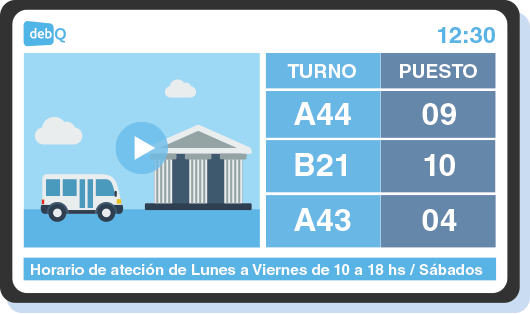 debQ
12:30
TURNO PUESTO
A44 09
B21 10
A43 04
Horario de ateción de Lunes a Viernes de 10 a 18 hs / Sábados